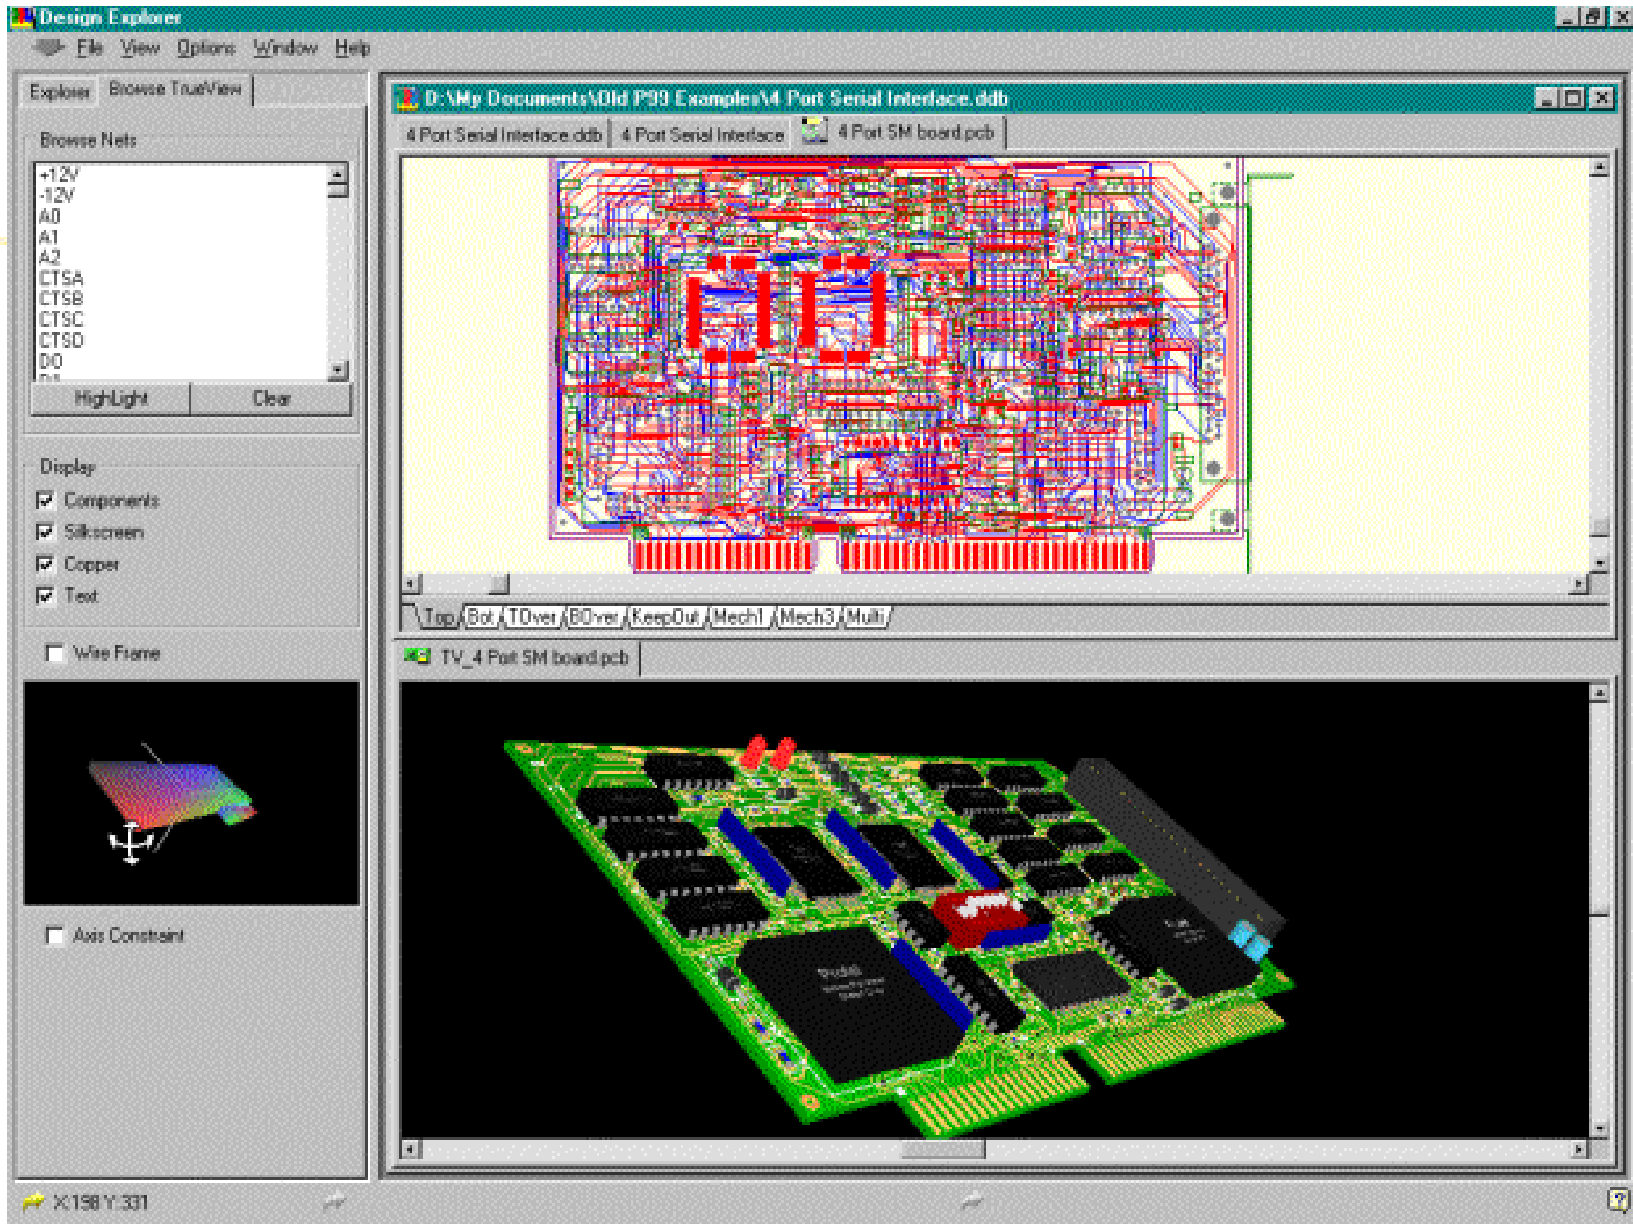 Design Explorer
File View Options Window Help
Explorer Browse TrueView
Browse Nets
+12V
-12V
A0
A1
A2
CTSA
CTSB
CTSC
CTSD
D0
HighLight Clear
Display
Components
Silkscreen
Copper
Text
Wire Frame
Axis Constraint
D:\My Documents\Old P99 Examples\4 Port Serial Interface.ddb
4 Port Serial Interface.ddb 4 Port Serial Interface 4 Port SM board.pcb
Top Bot TOver BOver KeepOut Mech1 Mech3 Multi
TV_4 Port SM board.pcb
X:198 Y:331